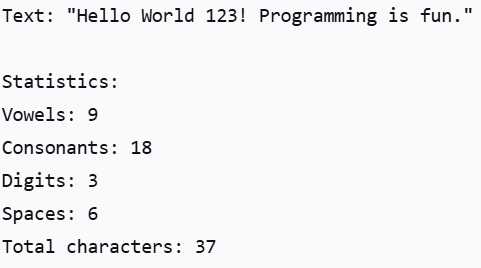 Text: "Hello World 123! Programming is fun."
Statistics:
Vowels: 9
Consonants: 18
Digits: 3
Spaces: 6
Total characters: 37